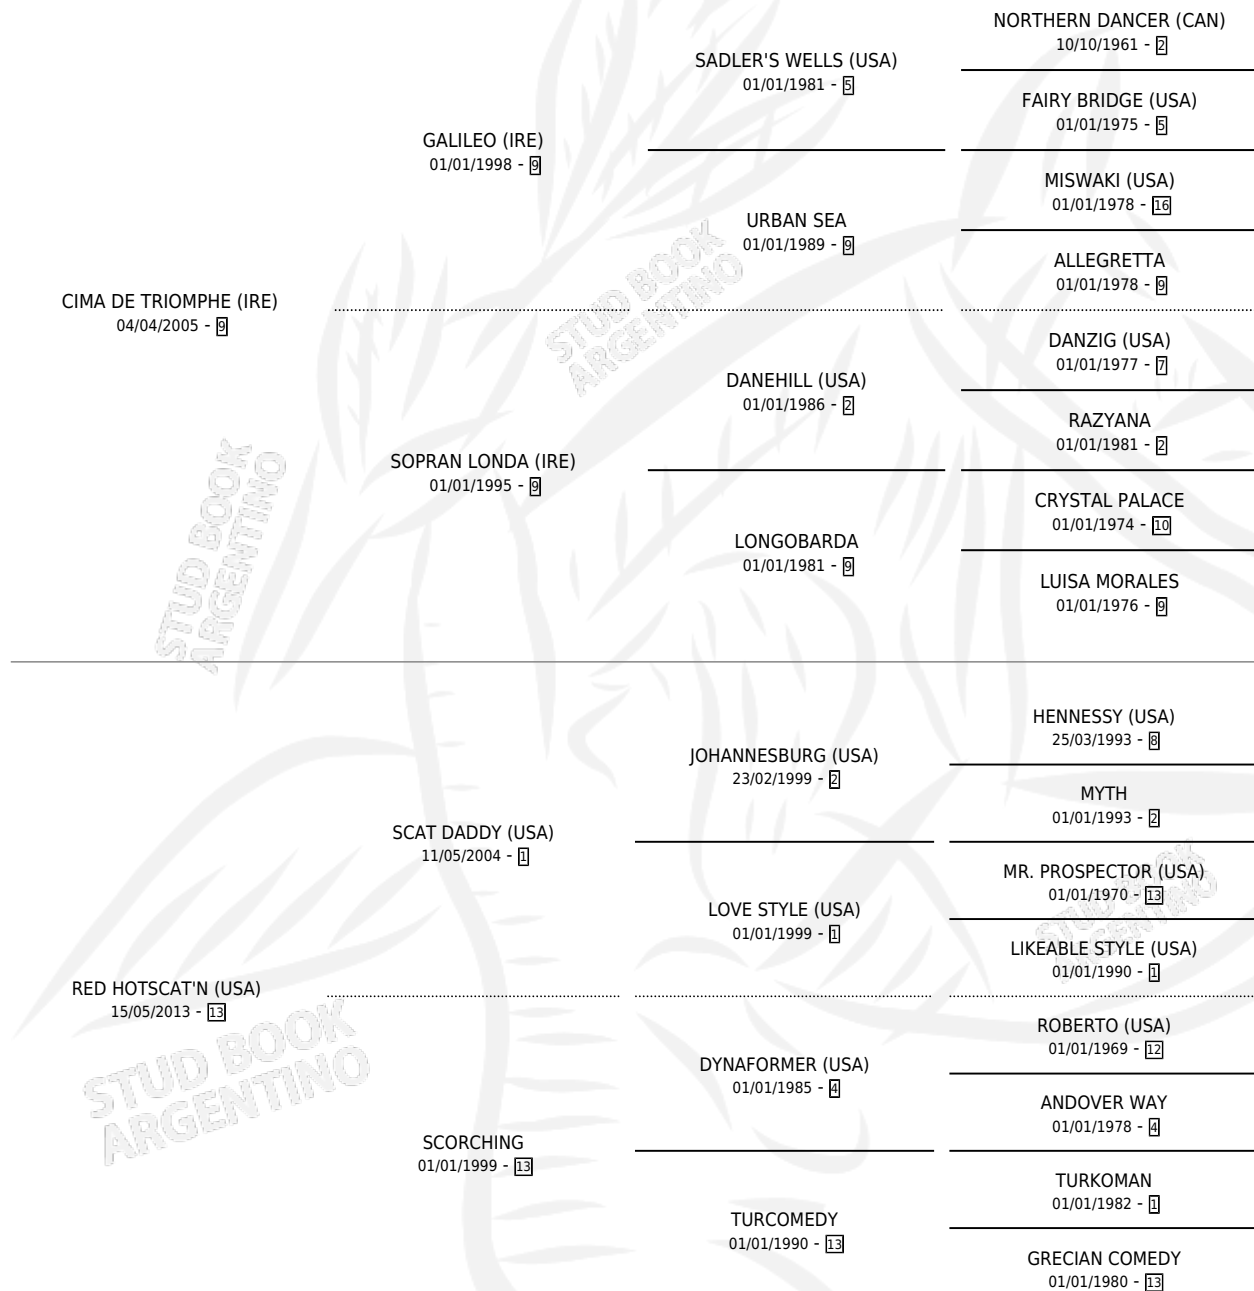 NORTHERN DANCER (CAN)
10/10/1961 - 2
SADLER'S WELLS (USA)
01/01/1981 - 5
FAIRY BRIDGE (USA)
01/01/1975 - 5
GALILEO (IRE)
01/01/1998 - 9
MISWAKI (USA)
01/01/1978 - 16
URBAN SEA
01/01/1989 - 9
ALLEGRETTA
01/01/1978 - 9
CIMA DE TRIOMPHE (IRE)
04/04/2005 - 9
STUD BOOK
ARGENTINO
DANZIG (USA)
01/01/1977 - 7
DANEHILL (USA)
01/01/1986 - 2
RAZYANA
01/01/1981 - 2
SOPRAN LONDA (IRE)
01/01/1995 - 9
CRYSTAL PALACE
01/01/1974 - 10
LONGOBARDA
01/01/1981 - 9
LUISA MORALES
01/01/1976 - 9
STUD BOOK
ARGENTINO
HENNESSY (USA)
25/03/1993 - 8
JOHANNESBURG (USA)
23/02/1999 - 2
MYTH
01/01/1993 - 2
SCAT DADDY (USA)
11/05/2004 - 1
MR. PROSPECTOR (USA)
01/01/1970 - 13
LOVE STYLE (USA)
01/01/1999 - 1
STUD BOOK
ARGENTINO
LIKEABLE STYLE (USA)
01/01/1990 - 1
RED HOTSCAT'N (USA)
15/05/2013 - 13
STUD BOOK
ARGENTINO
ROBERTO (USA)
01/01/1969 - 12
DYNAFORMER (USA)
01/01/1985 - 4
ANDOVER WAY
01/01/1978 - 4
SCORCHING
01/01/1999 - 13
TURKOMAN
01/01/1982 - 1
TURCOMEDY
01/01/1990 - 13
GRECIAN COMEDY
01/01/1980 - 13